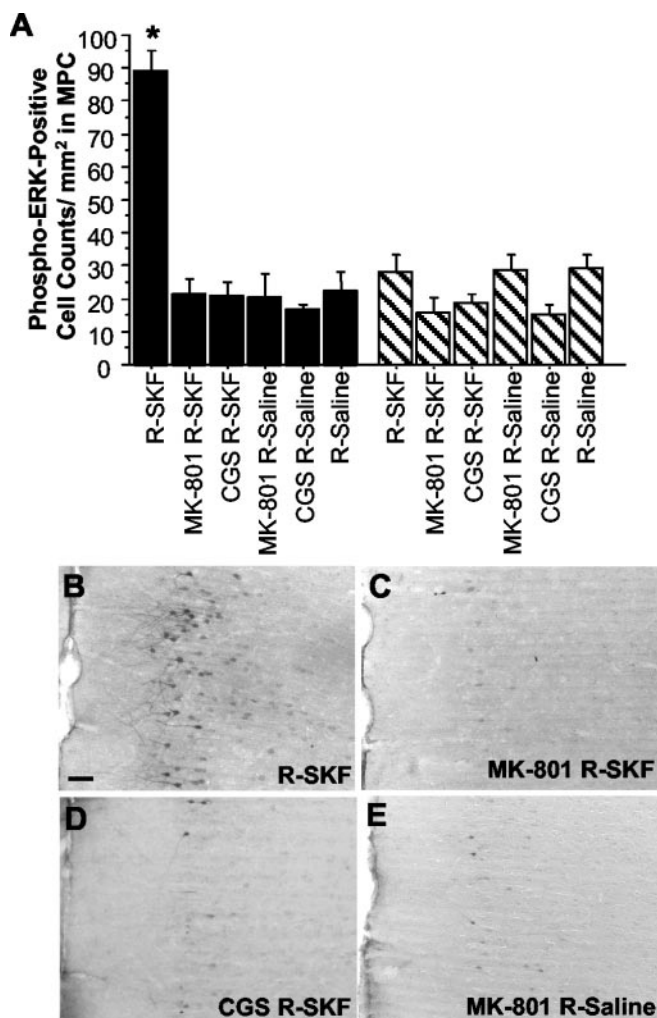 A
Phospho-ERK-Positive
Cell Counts/ mm² in MPC
100
90
80
70
60
50
40
30
20
10
0
*
R-SKF
MK-801 R-SKF
CGS R-SKF
MK-801 R-Saline
CGS R-Saline
R-Saline
R-SKF
MK-801 R-SKF
CGS R-SKF
MK-801 R-Saline
CGS R-Saline
R-Saline
B
R-SKF
C
MK-801 R-SKF
D
CGS R-SKF
E
MK-801 R-Saline